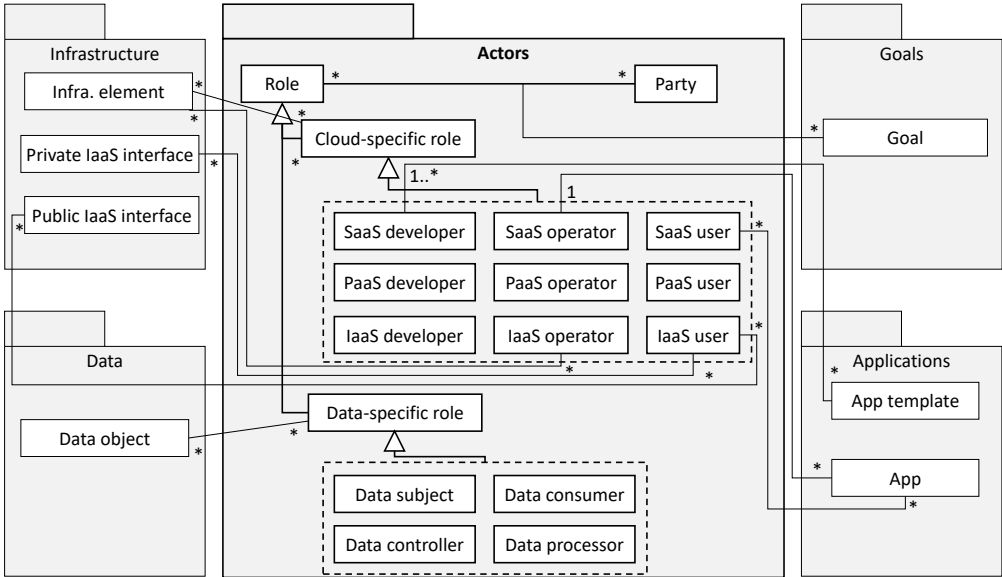 Infrastructure
Infra. element
*
*
Private IaaS interface
*
Public IaaS interface
*
Actors
Role
*
*
Party
*
Cloud-specific role
*
1..*
1
SaaS developer
SaaS operator
SaaS user
*
PaaS developer
PaaS operator
PaaS user
IaaS developer
IaaS operator
IaaS user
*
*
*
Data-specific role
*
Data subject
Data consumer
Data controller
Data processor
Goals
*
Goal
Data
Data object
*
Applications
*
App template
*
App
*